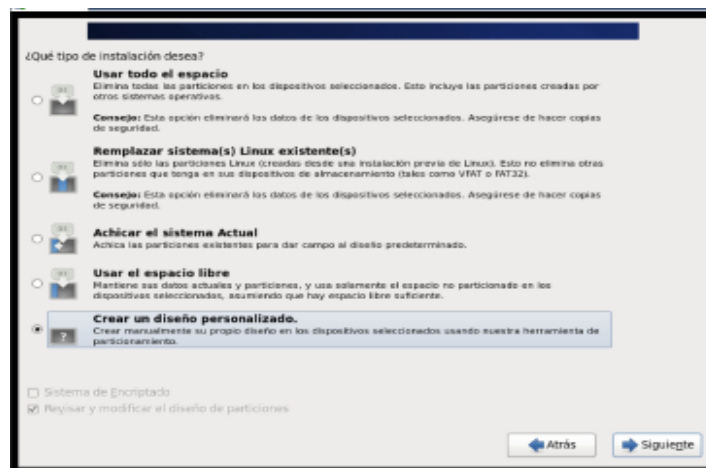 ¿Qué tipo de instalación desea?
Usar todo el espacio
Elimina todas las particiones en los dispositivos seleccionados. Esto incluye las particiones creadas por
otros sistemas operativos.
Consejo: Esta opción eliminará los datos de los dispositivos seleccionados. Asegúrese de hacer copias
de seguridad.
Remplazar sistema(s) Linux existente(s)
Elimina sólo las particiones Linux (creadas desde una instalación previa de Linux). Esto no elimina otras
particiones que tenga en sus dispositivos de almacenamiento (tales como VFAT o FAT32).
Consejo: Esta opción eliminará los datos de los dispositivos seleccionados. Asegúrese de hacer copias
de seguridad.
Achicar el sistema Actual
Achica las particiones existentes para dar campo al diseño predeterminado.
Usar el espacio libre
Mantiene sus datos actuales y particiones, y usa solamente el espacio no particionado en los
dispositivos seleccionados, asumiendo que hay espacio libre suficiente.
Crear un diseño personalizado.
Crear manualmente su propio diseño en los dispositivos seleccionados usando nuestra herramienta de
particionamiento.
Sistema de Encriptado
Revisar y modificar el diseño de particiones
Atrás Siguiente